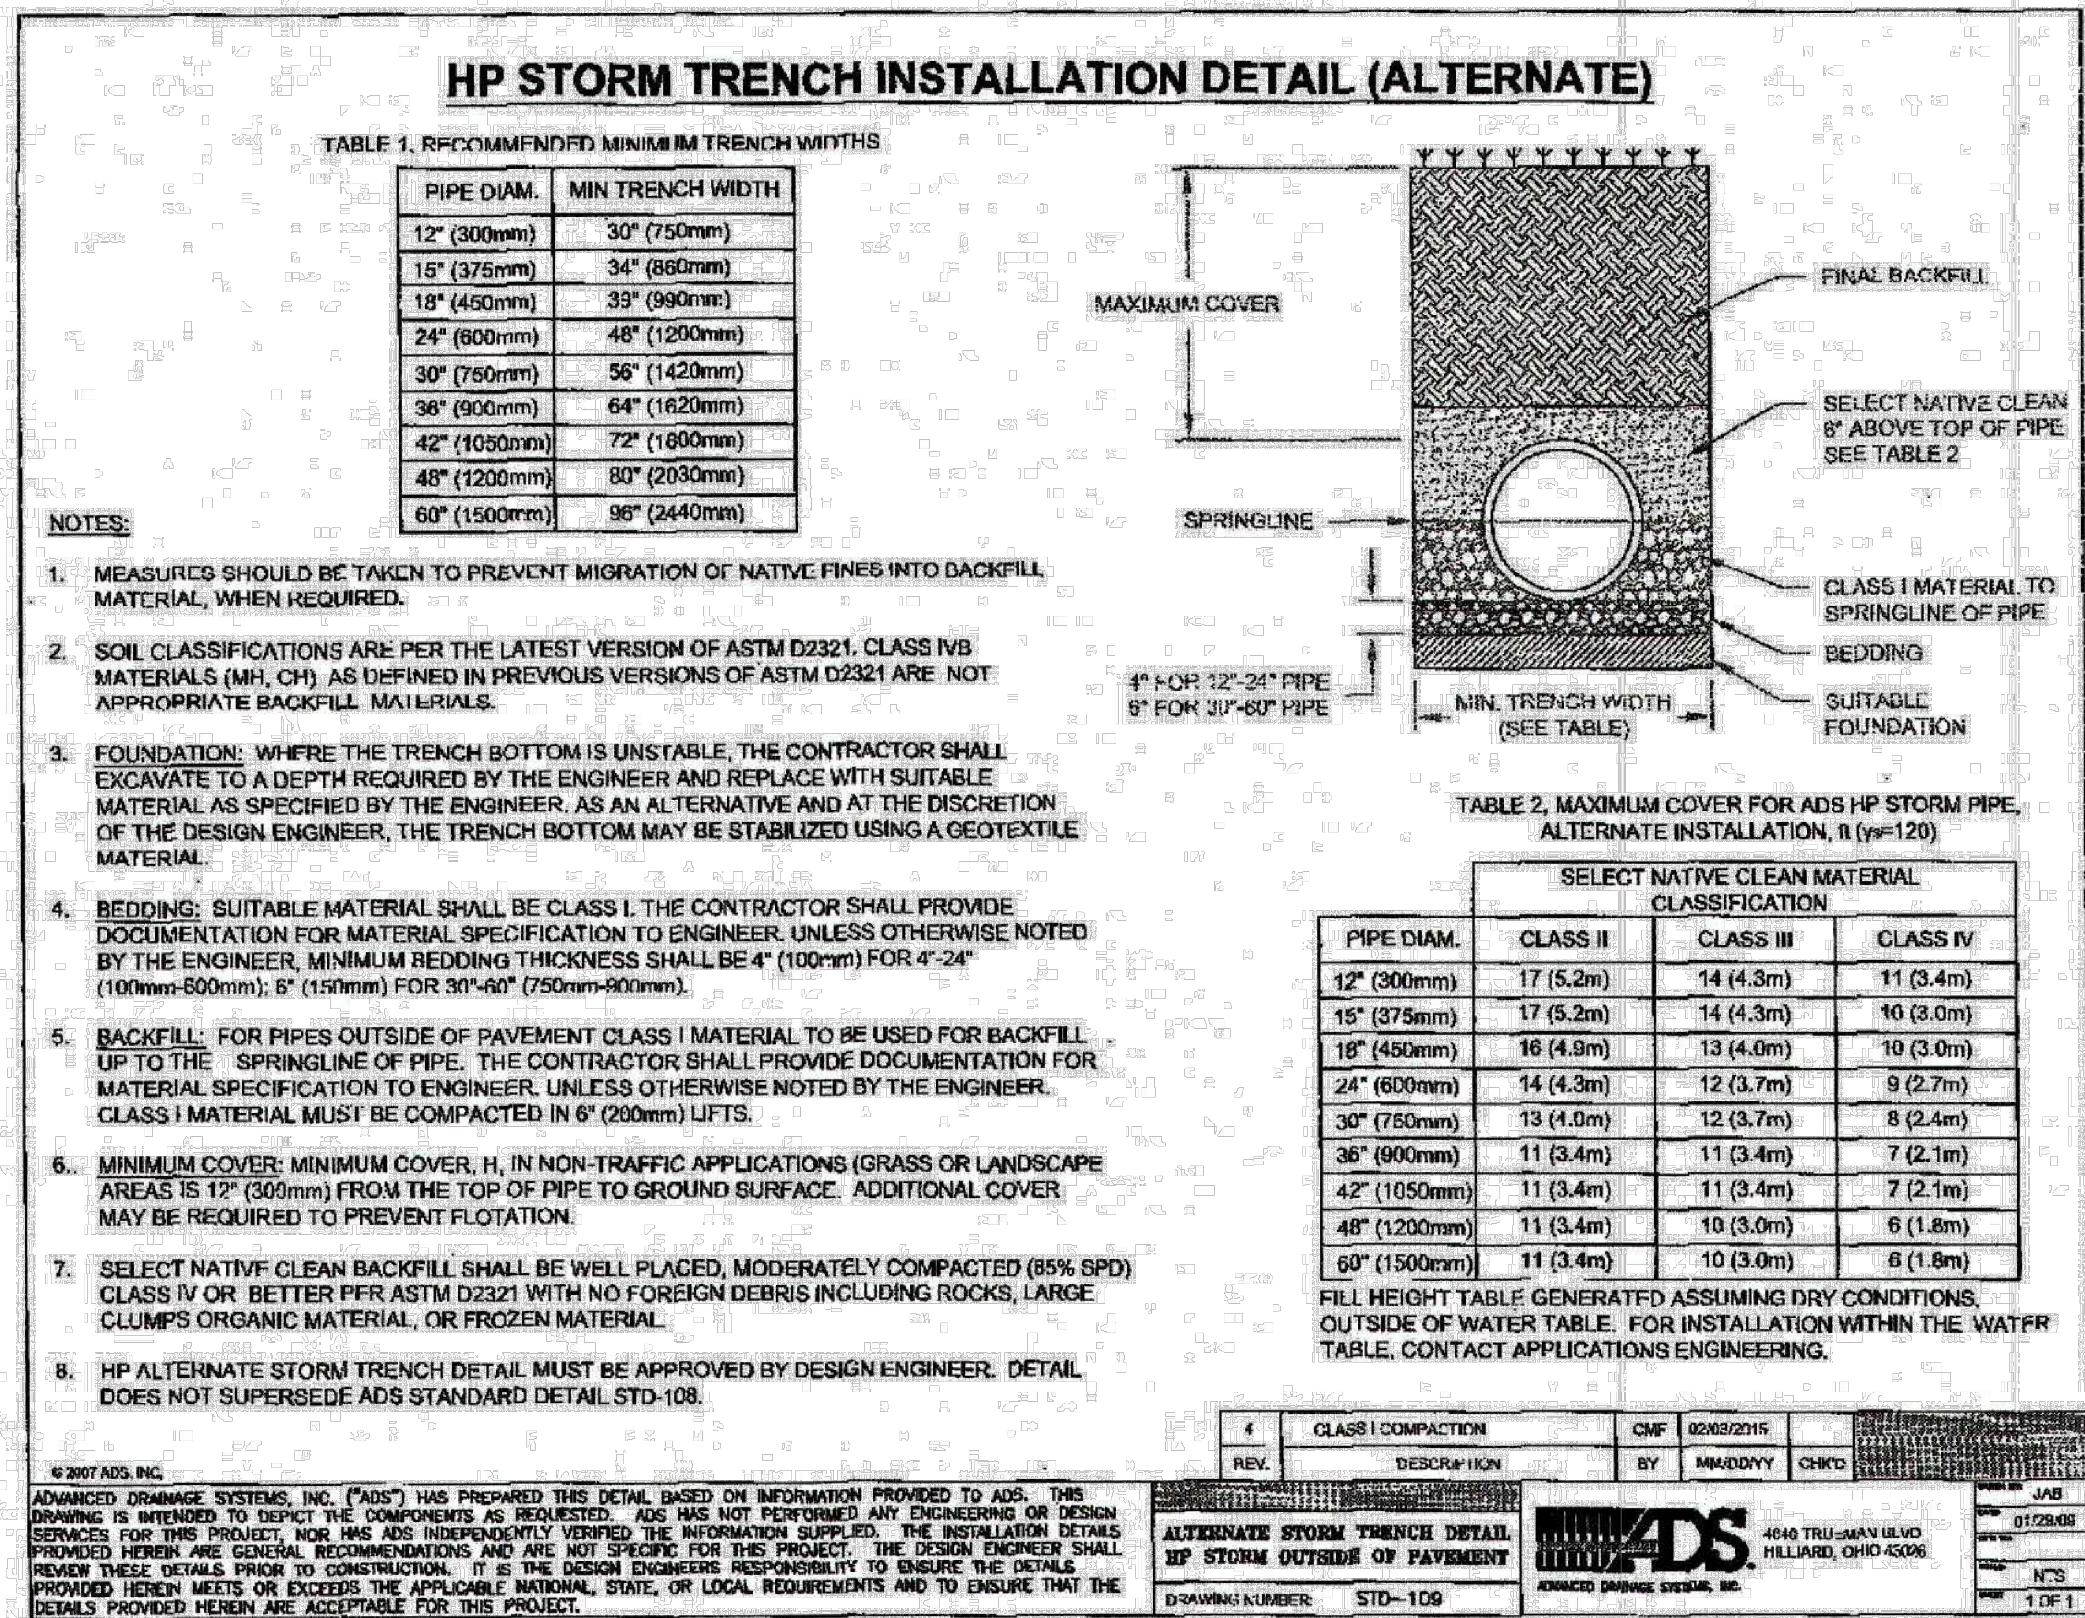 HP STORM TRENCH INSTALLATION DETAIL (ALTERNATE)
TABLE 1, RECOMMENDED MINIMUM TRENCH WIDTHS
PIPE DIAM. MIN TRENCH WIDTH
12" (300mm) 30" (750mm)
15" (375mm) 34" (860mm)
18" (450mm) 39" (990mm)
24" (600mm) 48" (1200mm)
30" (750mm) 56" (1420mm)
36" (900mm) 64" (1620mm)
42" (1050mm) 72" (1800mm)
48" (1200mm) 80" (2030mm)
60" (1500mm) 96" (2440mm)
MAXIMUM COVER
FINAL BACKFILL
SELECT NATIVE CLEAN
6" ABOVE TOP OF PIPE
SEE TABLE 2
SPRINGLINE
CLASS I MATERIAL TO
SPRINGLINE OF PIPE
BEDDING
4" FOR 12"-24" PIPE
6" FOR 30"-60" PIPE
MIN. TRENCH WIDTH
(SEE TABLE)
SUITABLE
FOUNDATION
NOTES:
1. MEASURES SHOULD BE TAKEN TO PREVENT MIGRATION OF NATIVE FINES INTO BACKFILL
MATERIAL, WHEN REQUIRED.
2. SOIL CLASSIFICATIONS ARE PER THE LATEST VERSION OF ASTM D2321. CLASS IVB
MATERIALS (MH, CH) AS DEFINED IN PREVIOUS VERSIONS OF ASTM D2321 ARE NOT
APPROPRIATE BACKFILL MATERIALS.
3. FOUNDATION: WHERE THE TRENCH BOTTOM IS UNSTABLE, THE CONTRACTOR SHALL
EXCAVATE TO A DEPTH REQUIRED BY THE ENGINEER AND REPLACE WITH SUITABLE
MATERIAL AS SPECIFIED BY THE ENGINEER. AS AN ALTERNATIVE AND AT THE DISCRETION
OF THE DESIGN ENGINEER, THE TRENCH BOTTOM MAY BE STABILIZED USING A GEOTEXTILE
MATERIAL.
4. BEDDING: SUITABLE MATERIAL SHALL BE CLASS I. THE CONTRACTOR SHALL PROVIDE
DOCUMENTATION FOR MATERIAL SPECIFICATION TO ENGINEER. UNLESS OTHERWISE NOTED
BY THE ENGINEER, MINIMUM BEDDING THICKNESS SHALL BE 4" (100mm) FOR 4"-24"
(100mm-600mm); 6" (150mm) FOR 30"-60" (750mm-900mm).
5. BACKFILL: FOR PIPES OUTSIDE OF PAVEMENT CLASS I MATERIAL TO BE USED FOR BACKFILL
UP TO THE SPRINGLINE OF PIPE. THE CONTRACTOR SHALL PROVIDE DOCUMENTATION FOR
MATERIAL SPECIFICATION TO ENGINEER. UNLESS OTHERWISE NOTED BY THE ENGINEER.
CLASS I MATERIAL MUST BE COMPACTED IN 6" (200mm) LIFTS.
6. MINIMUM COVER: MINIMUM COVER, H, IN NON-TRAFFIC APPLICATIONS (GRASS OR LANDSCAPE
AREAS IS 12" (300mm) FROM THE TOP OF PIPE TO GROUND SURFACE. ADDITIONAL COVER
MAY BE REQUIRED TO PREVENT FLOTATION.
7. SELECT NATIVE CLEAN BACKFILL SHALL BE WELL PLACED, MODERATELY COMPACTED (85% SPD)
CLASS IV OR BETTER PER ASTM D2321 WITH NO FOREIGN DEBRIS INCLUDING ROCKS, LARGE
CLUMPS ORGANIC MATERIAL, OR FROZEN MATERIAL
8. HP ALTERNATE STORM TRENCH DETAIL MUST BE APPROVED BY DESIGN ENGINEER. DETAIL
DOES NOT SUPERSEDE ADS STANDARD DETAIL STD-108.
TABLE 2, MAXIMUM COVER FOR ADS HP STORM PIPE,
ALTERNATE INSTALLATION, ft (γs=120)
SELECT NATIVE CLEAN MATERIAL
CLASSIFICATION
PIPE DIAM. CLASS II CLASS III CLASS IV
12" (300mm) 17 (5.2m) 14 (4.3m) 11 (3.4m)
15" (375mm) 17 (5.2m) 14 (4.3m) 10 (3.0m)
18" (450mm) 16 (4.9m) 13 (4.0m) 10 (3.0m)
24" (600mm) 14 (4.3m) 12 (3.7m) 9 (2.7m)
30" (750mm) 13 (4.0m) 12 (3.7m) 8 (2.4m)
36" (900mm) 11 (3.4m) 11 (3.4m) 7 (2.1m)
42" (1050mm) 11 (3.4m) 11 (3.4m) 7 (2.1m)
48" (1200mm) 11 (3.4m) 10 (3.0m) 6 (1.8m)
60" (1500mm) 11 (3.4m) 10 (3.0m) 6 (1.8m)
FILL HEIGHT TABLE GENERATED ASSUMING DRY CONDITIONS,
OUTSIDE OF WATER TABLE. FOR INSTALLATION WITHIN THE WATER
TABLE, CONTACT APPLICATIONS ENGINEERING.
4 CLASS I COMPACTION CMF 02/03/2015
REV. DESCRIPTION BY MM/DD/YY CHK'D
© 2007 ADS, INC.
ADVANCED DRAINAGE SYSTEMS, INC. ("ADS") HAS PREPARED THIS DETAIL BASED ON INFORMATION PROVIDED TO ADS. THIS
DRAWING IS INTENDED TO DEPICT THE COMPONENTS AS REQUESTED. ADS HAS NOT PERFORMED ANY ENGINEERING OR DESIGN
SERVICES FOR THIS PROJECT, NOR HAS ADS INDEPENDENTLY VERIFIED THE INFORMATION SUPPLIED. THE INSTALLATION DETAILS
PROVIDED HEREIN ARE GENERAL RECOMMENDATIONS AND ARE NOT SPECIFIC FOR THIS PROJECT. THE DESIGN ENGINEER SHALL
REVIEW THESE DETAILS PRIOR TO CONSTRUCTION. IT IS THE DESIGN ENGINEERS RESPONSIBILITY TO ENSURE THE DETAILS
PROVIDED HEREIN MEETS OR EXCEEDS THE APPLICABLE NATIONAL, STATE, OR LOCAL REQUIREMENTS AND TO ENSURE THAT THE
DETAILS PROVIDED HEREIN ARE ACCEPTABLE FOR THIS PROJECT.
ALTERNATE STORM TRENCH DETAIL
HP STORM OUTSIDE OF PAVEMENT
DRAWING NUMBER: STD-109
ADS
ADVANCED DRAINAGE SYSTEMS, INC.
4640 TRUEMAN BLVD
HILLIARD, OHIO 43026
JAB
01/29/09
NTS
1 OF 1